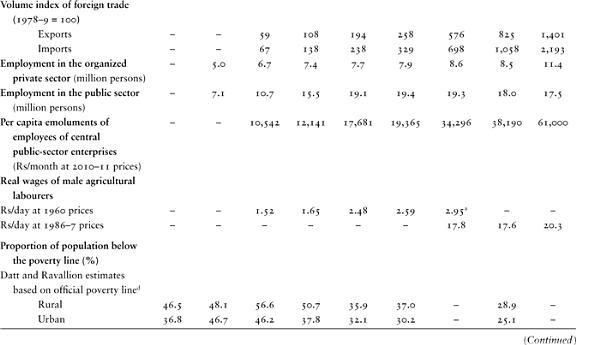 Volume index of foreign trade
(1978–9 = 100)
Exports – – 59 108 194 258 576 825 1,401
Imports – – 67 138 238 329 698 1,058 2,193
Employment in the organized – 5.0 6.7 7.4 7.7 7.9 8.6 8.5 11.4
private sector (million persons)
Employment in the public sector – 7.1 10.7 15.5 19.1 19.4 19.3 18.0 17.5
(million persons)
Per capita emoluments of – – 10,542 12,141 17,681 19,365 34,296 38,190 61,000
employees of central
public-sector enterprises
(Rs/month at 2010–11 prices)
Real wages of male agricultural
labourers
Rs/day at 1960 prices – – 1.52 1.65 2.48 2.59 2.95ᵃ – –
Rs/day at 1986–7 prices – – – – – – 17.8 17.6 20.3
Proportion of population below
the poverty line (%)
Datt and Ravallion estimates
based on official poverty lineᵈ
Rural 46.5 48.1 56.6 50.7 35.9 37.0 – 28.9 –
Urban 36.8 46.7 46.2 37.8 32.1 30.2 – 25.1 –
(Continued)